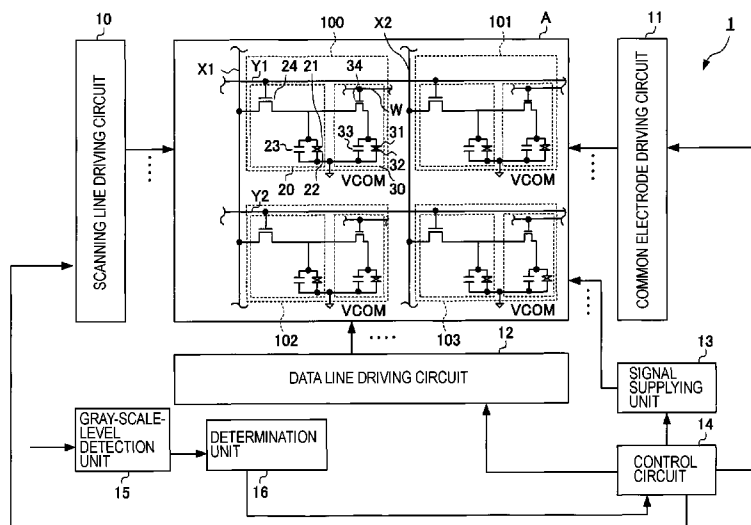 10
100
X2
101
A
11
1
X1
Y1
24
21
34
W
23
33
31
32
20
22
VCOM
30
Y2
VCOM
VCOM
102
12
103
13
SCANNING LINE DRIVING CIRCUIT
COMMON ELECTRODE DRIVING CIRCUIT
DATA LINE DRIVING CIRCUIT
SIGNAL
SUPPLYING
UNIT
GRAY-SCALE-
LEVEL
DETECTION
UNIT
15
DETERMINATION
UNIT
16
14
CONTROL
CIRCUIT